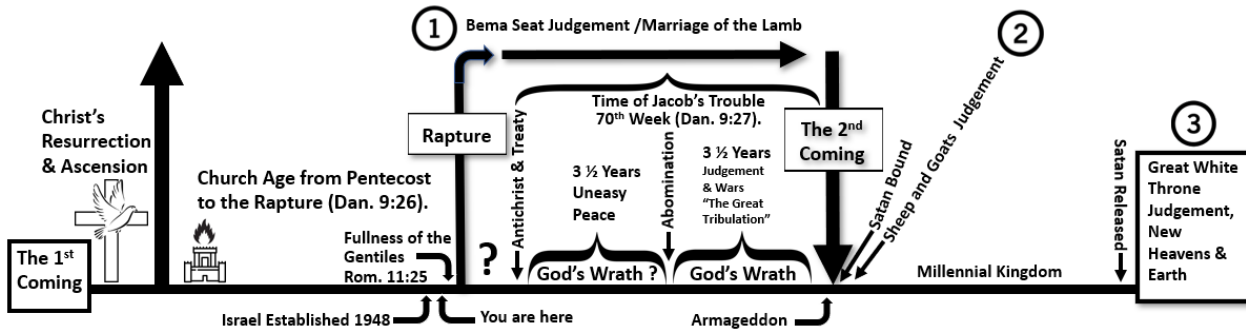 1
Bema Seat Judgement /Marriage of the Lamb
2
Christ's
Resurrection
& Ascension
The 1st
Coming
Church Age from Pentecost
to the Rapture (Dan. 9:26).
Fullness of the
Gentiles
Rom. 11:25
Israel Established 1948
You are here
Rapture
?
Antichrist & Treaty
Time of Jacob's Trouble
70th Week (Dan. 9:27).
3 ½ Years
Uneasy
Peace
God's Wrath ?
Abomination
3 ½ Years
Judgement
& Wars
"The Great
Tribulation"
God's Wrath
The 2nd
Coming
Armageddon
Satan Bound
Sheep and Goats Judgement
Millennial Kingdom
Satan Released
3
Great White
Throne
Judgement,
New
Heavens &
Earth